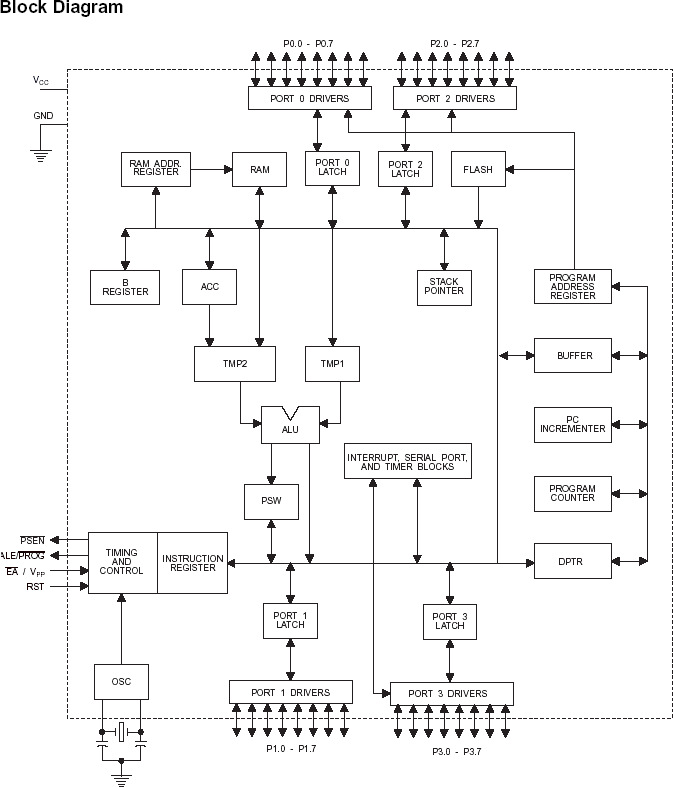 Block Diagram
P0.0 - P0.7
P2.0 - P2.7
VCC
GND
PORT 0 DRIVERS
PORT 2 DRIVERS
RAM ADDR.
REGISTER
RAM
PORT 0
LATCH
PORT 2
LATCH
FLASH
B
REGISTER
ACC
STACK
POINTER
PROGRAM
ADDRESS
REGISTER
TMP2
TMP1
BUFFER
ALU
PC
INCREMENTER
INTERRUPT, SERIAL PORT,
AND TIMER BLOCKS
PSW
PROGRAM
COUNTER
PSEN
ALE/PROG
EA / VPP
RST
TIMING
AND
CONTROL
INSTRUCTION
REGISTER
DPTR
PORT 1
LATCH
PORT 3
LATCH
OSC
PORT 1 DRIVERS
PORT 3 DRIVERS
P1.0 - P1.7
P3.0 - P3.7